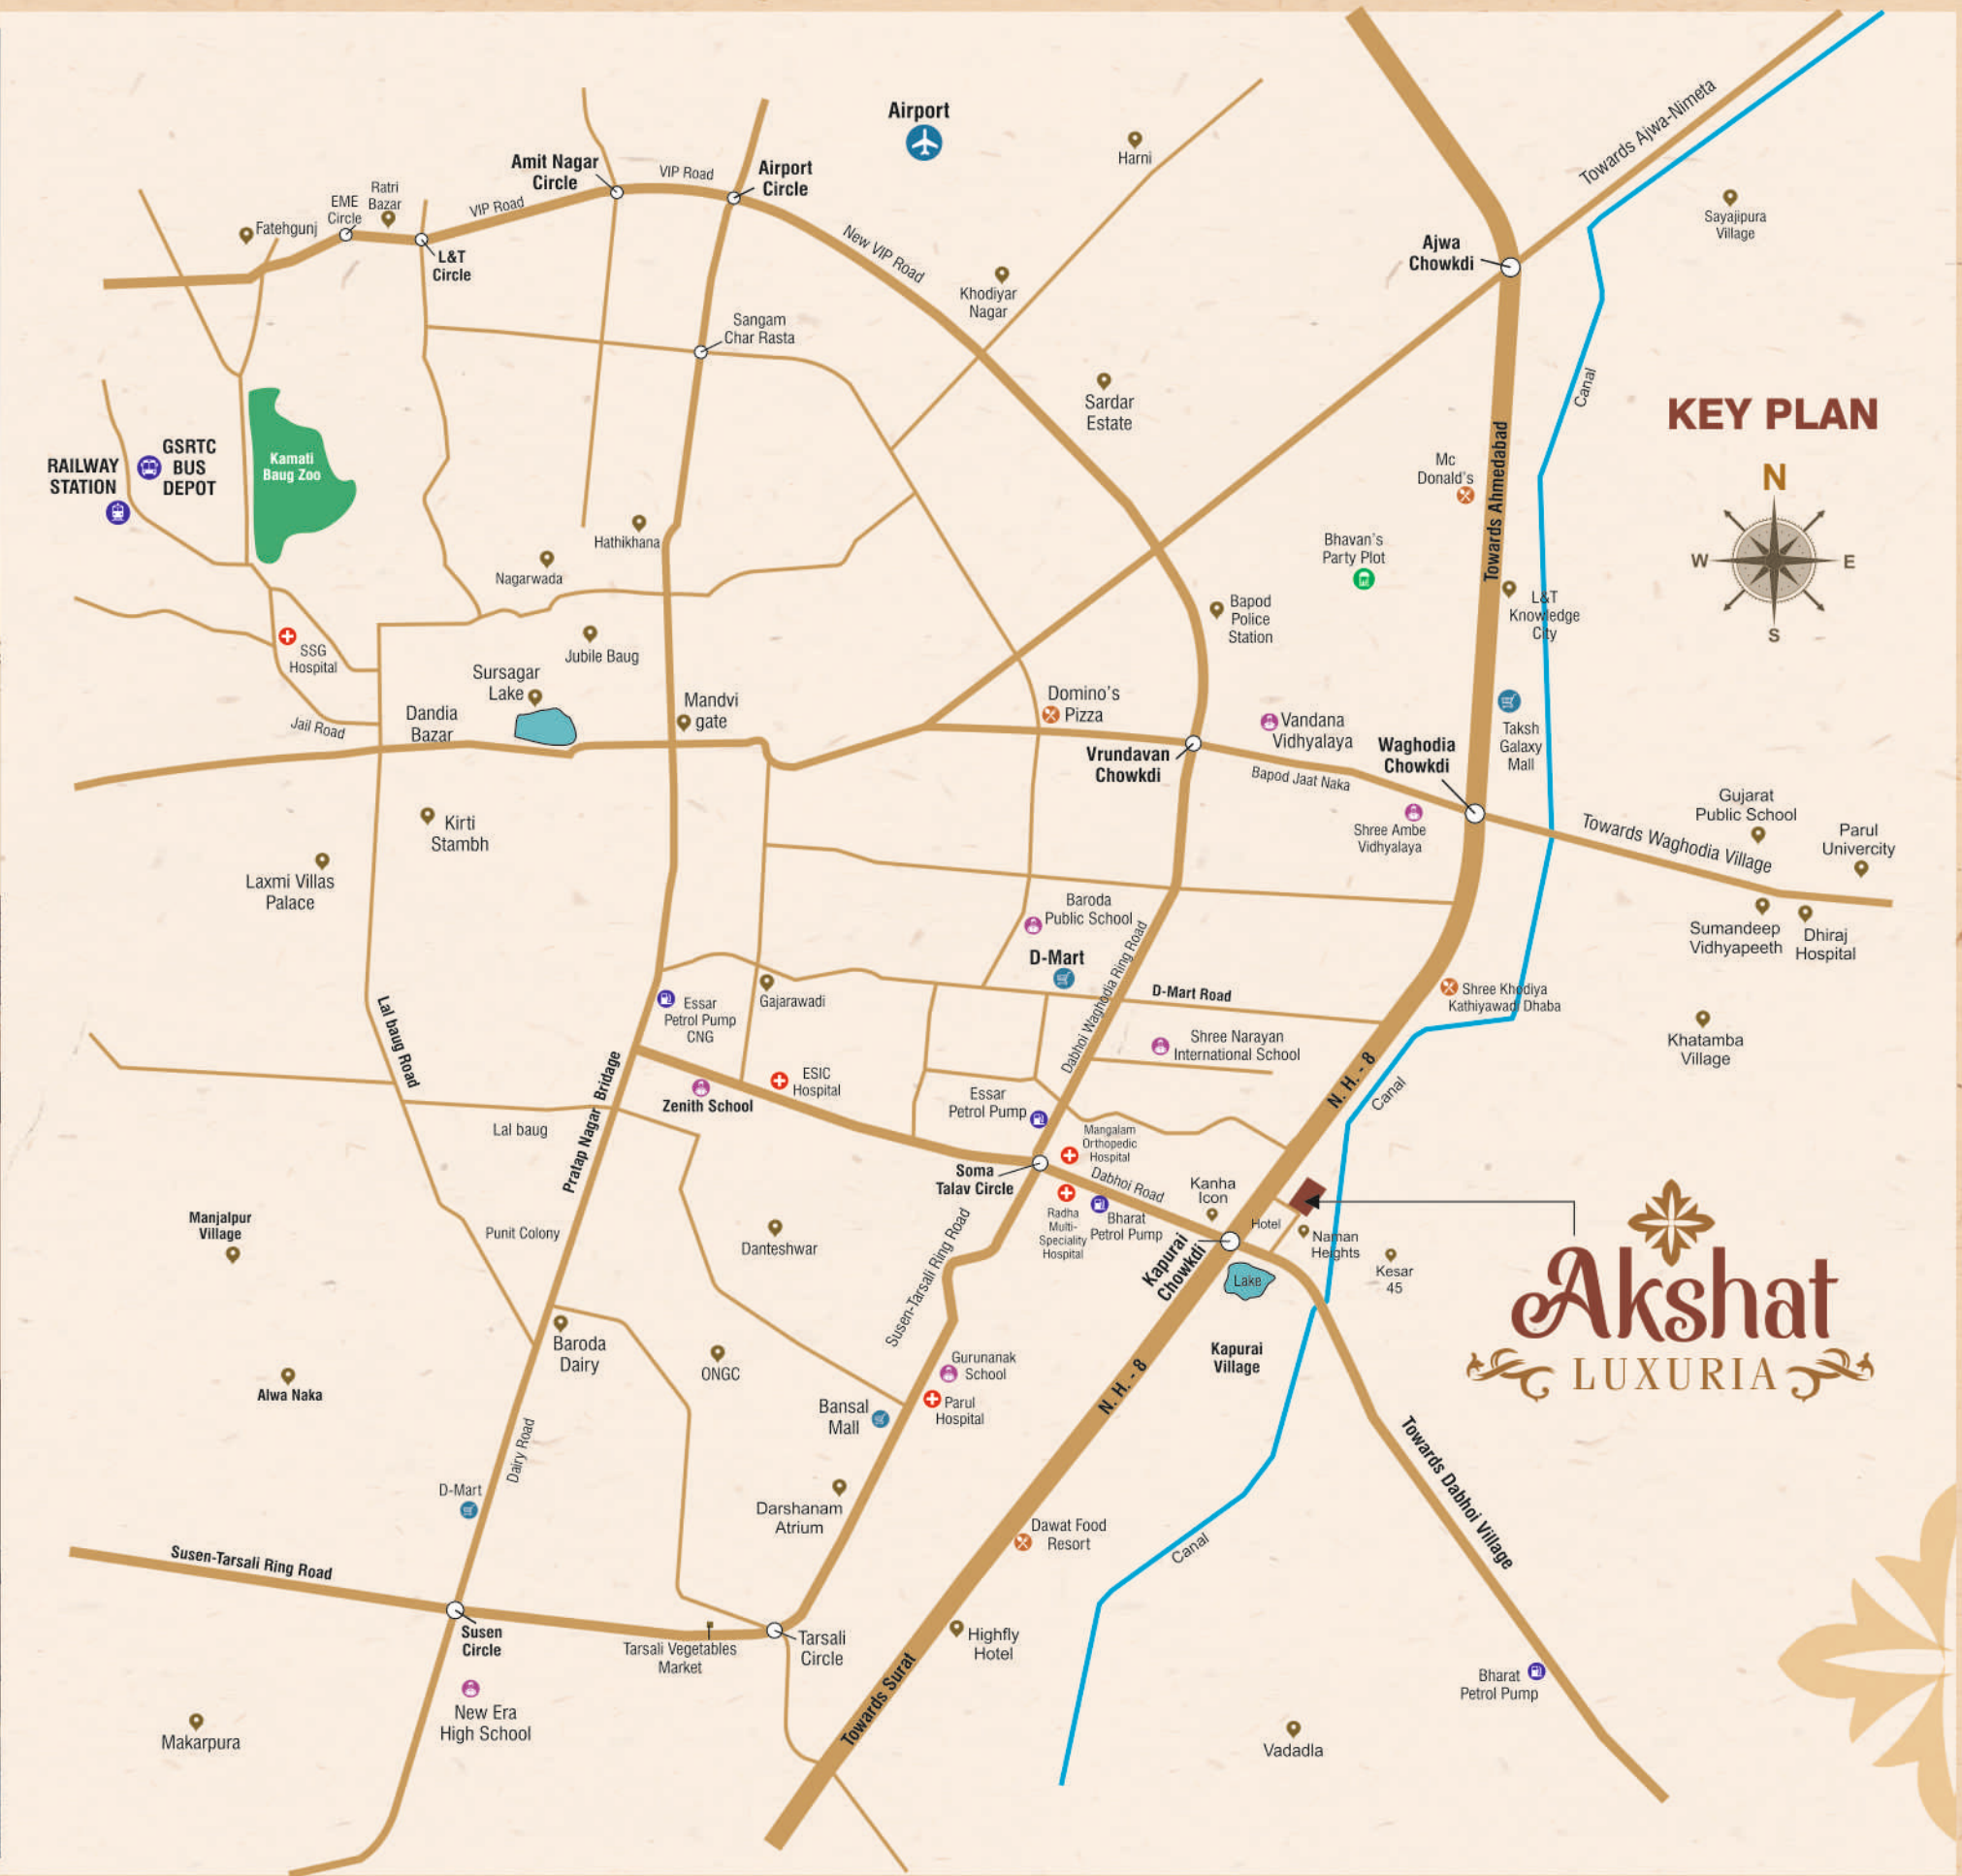 Airport
Harni
Towards Ajwa-Nimeta
Amit Nagar
Circle
VIP Road
Airport
Circle
Ratri
Bazar
EME
Circle
VIP Road
Fatehgunj
L&T
Circle
New VIP Road
Sayajipura
Village
Ajwa
Chowkdi
Khodiyar
Nagar
Sangam
Char Rasta
Canal
Sardar
Estate
KEY PLAN
N
W
E
S
GSRTC
BUS
DEPOT
RAILWAY
STATION
Kamati
Baug Zoo
Mc
Donald's
Towards Ahmedabad
Hathikhana
Bhavan's
Party Plot
Nagarwada
L&T
Knowledge
City
Bapod
Police
Station
SSG
Hospital
Jubile Baug
Sursagar
Lake
Mandvi
gate
Domino's
Pizza
Jail Road
Dandia
Bazar
Vandana
Vidhyalaya
Taksh
Galaxy
Mall
Vrundavan
Chowkdi
Waghodia
Chowkdi
Bapod Jaat Naka
Kirti
Stambh
Shree Ambe
Vidhyalaya
Towards Waghodia Village
Gujarat
Public School
Parul
Univercity
Laxmi Villas
Palace
Baroda
Public School
Sumandeep
Vidhyapeeth
Dhiraj
Hospital
D-Mart
Dabhoi Waghodia Ring Road
D-Mart Road
Shree Khodiya
Kathiyawadi Dhaba
Gajarawadi
Essar
Petrol Pump
CNG
Lal baug Road
Khatamba
Village
Shree Narayan
International School
Pratap Nagar Bridage
ESIC
Hospital
N. H. - 8
Canal
Zenith School
Essar
Petrol Pump
Lal baug
Mangalam
Orthopedic
Hospital
Soma
Talav Circle
Dabhoi Road
Kanha
Icon
Radha
Multi-
Speciality
Hospital
Bharat
Petrol Pump
Hotel
Naman
Heights
Manjalpur
Village
Punit Colony
Danteshwar
Susen-Tarsali Ring Road
Kapurai
Chowkdi
Lake
Kesar
45
Akshat
LUXURIA
Baroda
Dairy
ONGC
Kapurai
Village
Gurunanak
School
Alwa Naka
N. H. - 8
Parul
Hospital
Bansal
Mall
Dairy Road
Towards Dabhoi Village
D-Mart
Darshanam
Atrium
Dawat Food
Resort
Canal
Susen-Tarsali Ring Road
Susen
Circle
Tarsali Vegetables
Market
Tarsali
Circle
Highfly
Hotel
Towards Surat
Bharat
Petrol Pump
New Era
High School
Makarpura
Vadadla